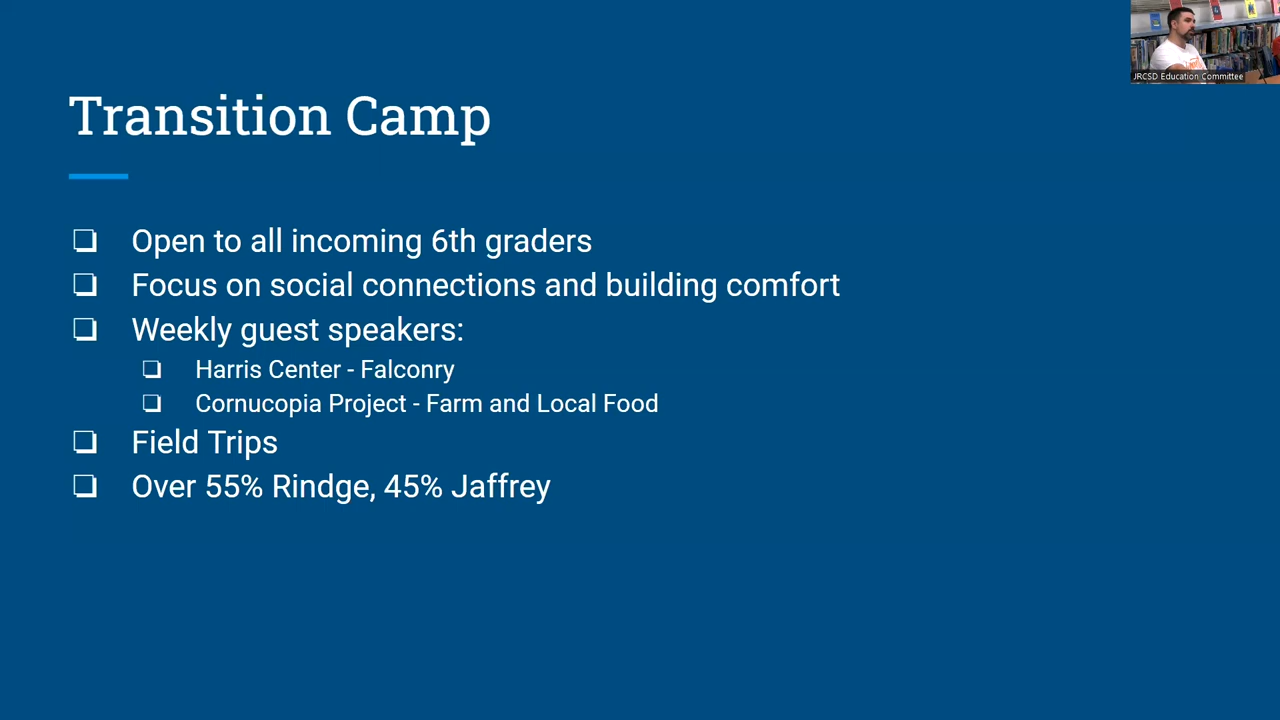 JRCSD Education Committee
Transition Camp
❏ Open to all incoming 6th graders
❏ Focus on social connections and building comfort
❏ Weekly guest speakers:
❏ Harris Center - Falconry
❏ Cornucopia Project - Farm and Local Food
❏ Field Trips
❏ Over 55% Rindge, 45% Jaffrey